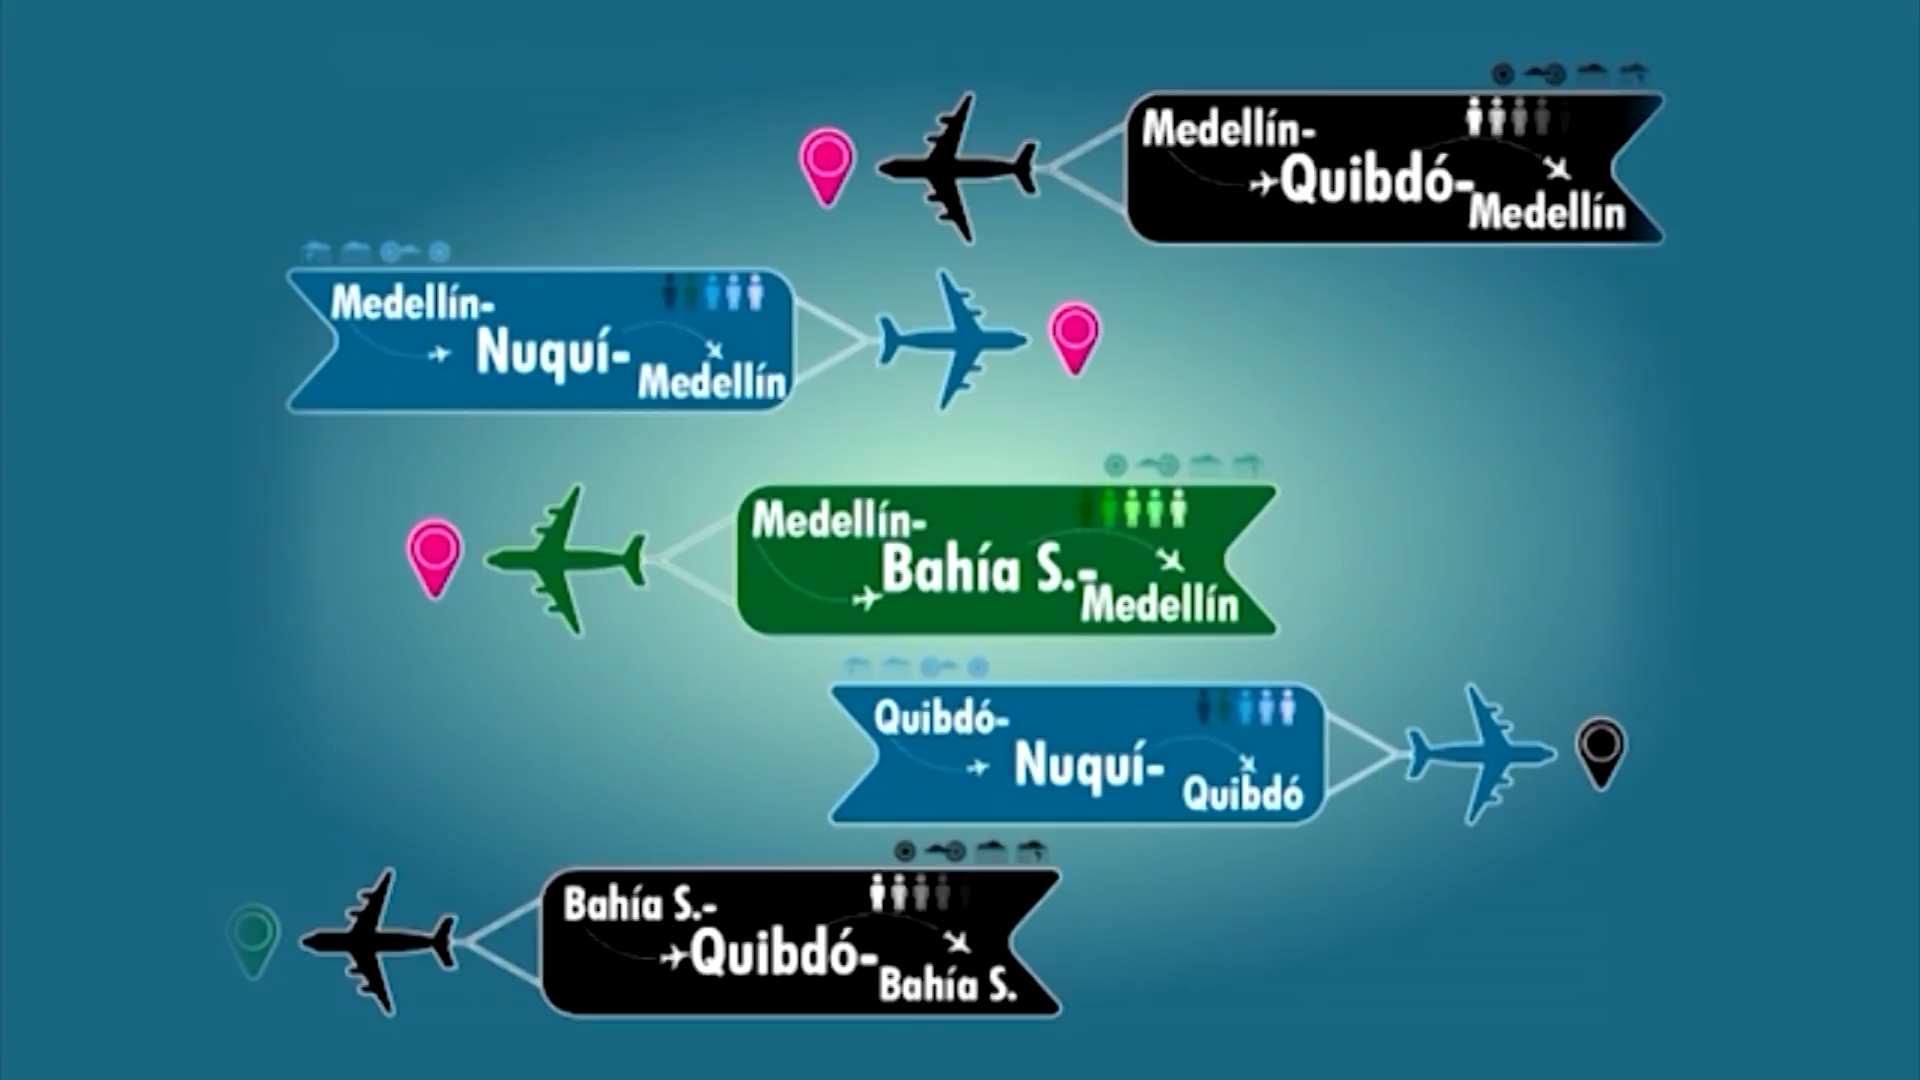 Medellín-
Quibdó-
Medellín
Medellín-
Nuquí-
Medellín
Medellín-
Bahía S.-
Medellín
Quibdó-
Nuquí-
Quibdó
Bahía S.-
Quibdó-
Bahía S.